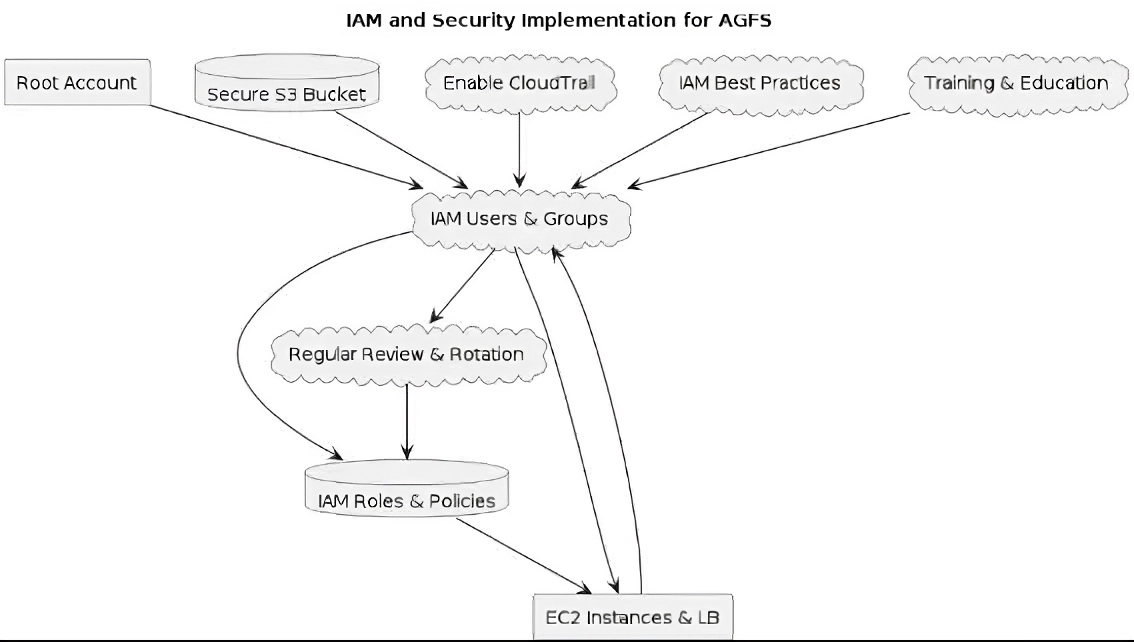 IAM and Security Implementation for AGFS
Root Account
Secure S3 Bucket
Enable CloudTrail
IAM Best Practices
Training & Education
IAM Users & Groups
Regular Review & Rotation
IAM Roles & Policies
EC2 Instances & LB